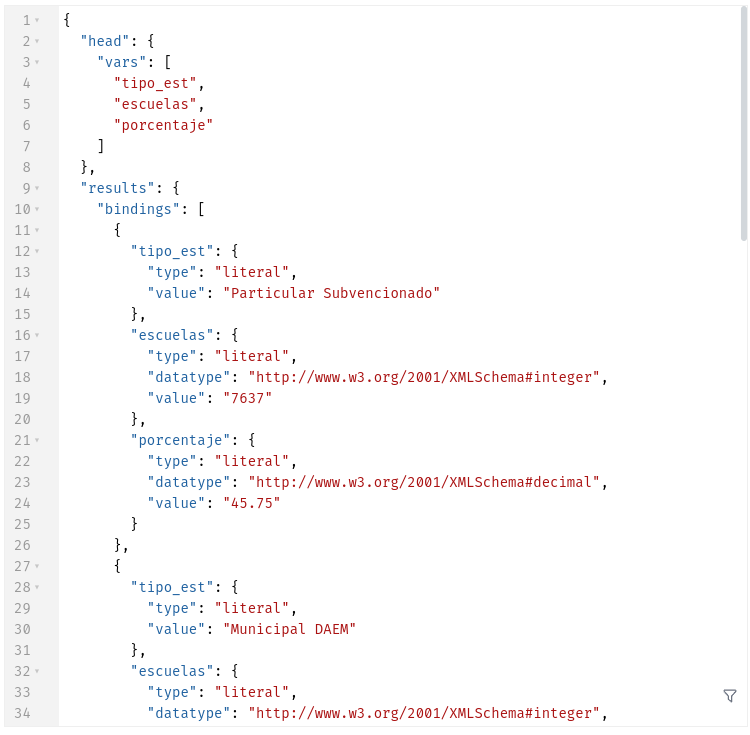 1 {
2 "head": {
3 "vars": [
4 "tipo_est",
5 "escuelas",
6 "porcentaje"
7 ]
8 },
9 "results": {
10 "bindings": [
11 {
12 "tipo_est": {
13 "type": "literal",
14 "value": "Particular Subvencionado"
15 },
16 "escuelas": {
17 "type": "literal",
18 "datatype": "http://www.w3.org/2001/XMLSchema#integer",
19 "value": "7637"
20 },
21 "porcentaje": {
22 "type": "literal",
23 "datatype": "http://www.w3.org/2001/XMLSchema#decimal",
24 "value": "45.75"
25 }
26 },
27 {
28 "tipo_est": {
29 "type": "literal",
30 "value": "Municipal DAEM"
31 },
32 "escuelas": {
33 "type": "literal",
34 "datatype": "http://www.w3.org/2001/XMLSchema#integer",